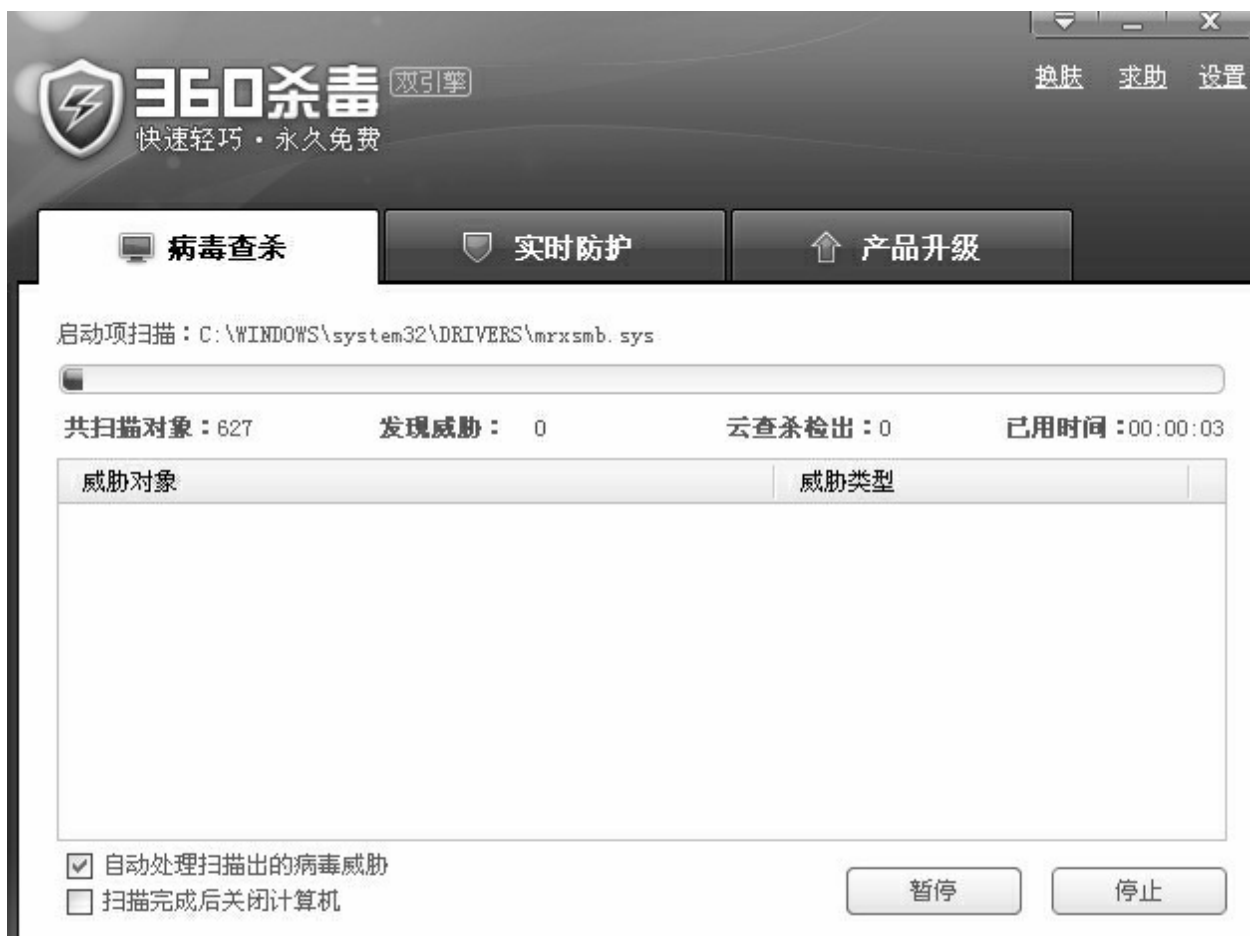 360杀毒 双引擎
快速轻巧·永久免费
换肤 求助 设置
病毒查杀 实时防护 产品升级
启动项扫描：C:\WINDOWS\system32\DRIVERS\mrxsmb.sys
共扫描对象：627 发现威胁： 0 云查杀检出：0 已用时间：00:00:03
威胁对象 威胁类型
自动处理扫描出的病毒威胁
扫描完成后关闭计算机
暂停 停止